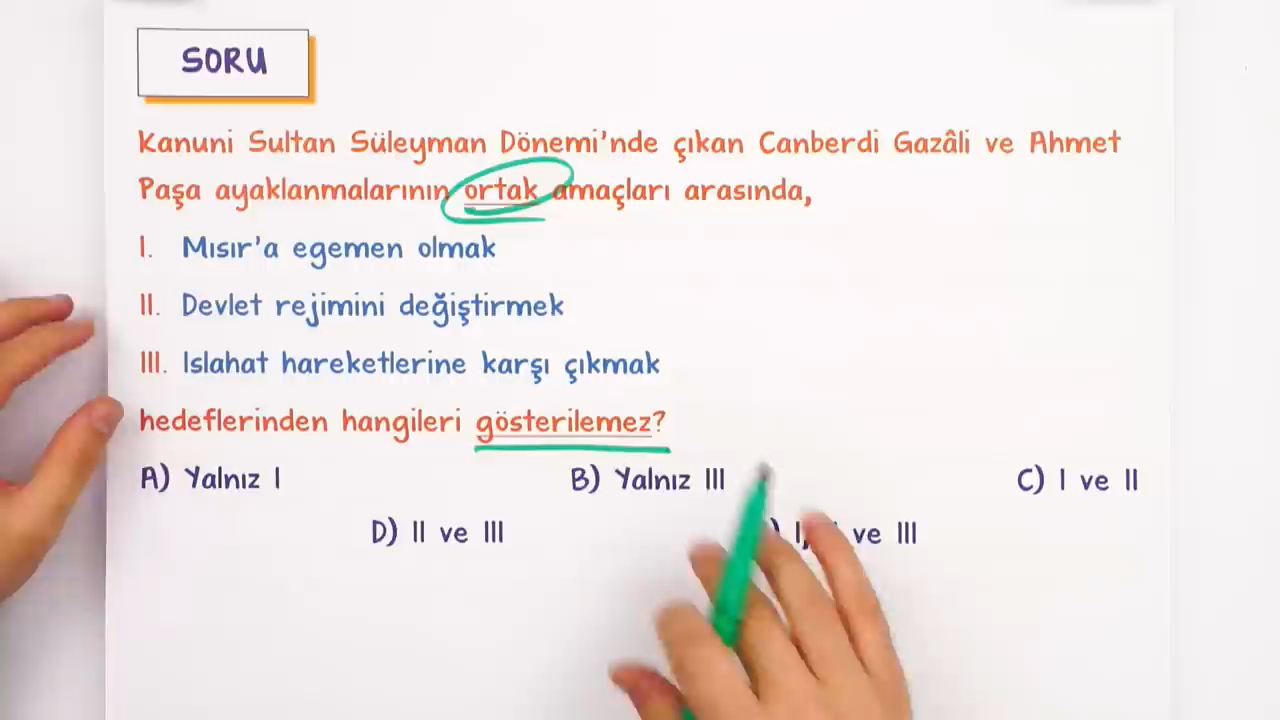 SORU
Kanuni Sultan Süleyman Dönemi'nde çıkan Canberdi Gazâli ve Ahmet
Paşa ayaklanmalarının ortak amaçları arasında,
I. Mısır'a egemen olmak
II. Devlet rejimini değiştirmek
III. Islahat hareketlerine karşı çıkmak
hedeflerinden hangileri gösterilemez?
A) Yalnız I B) Yalnız III C) I ve II
D) II ve III ) I, ve III